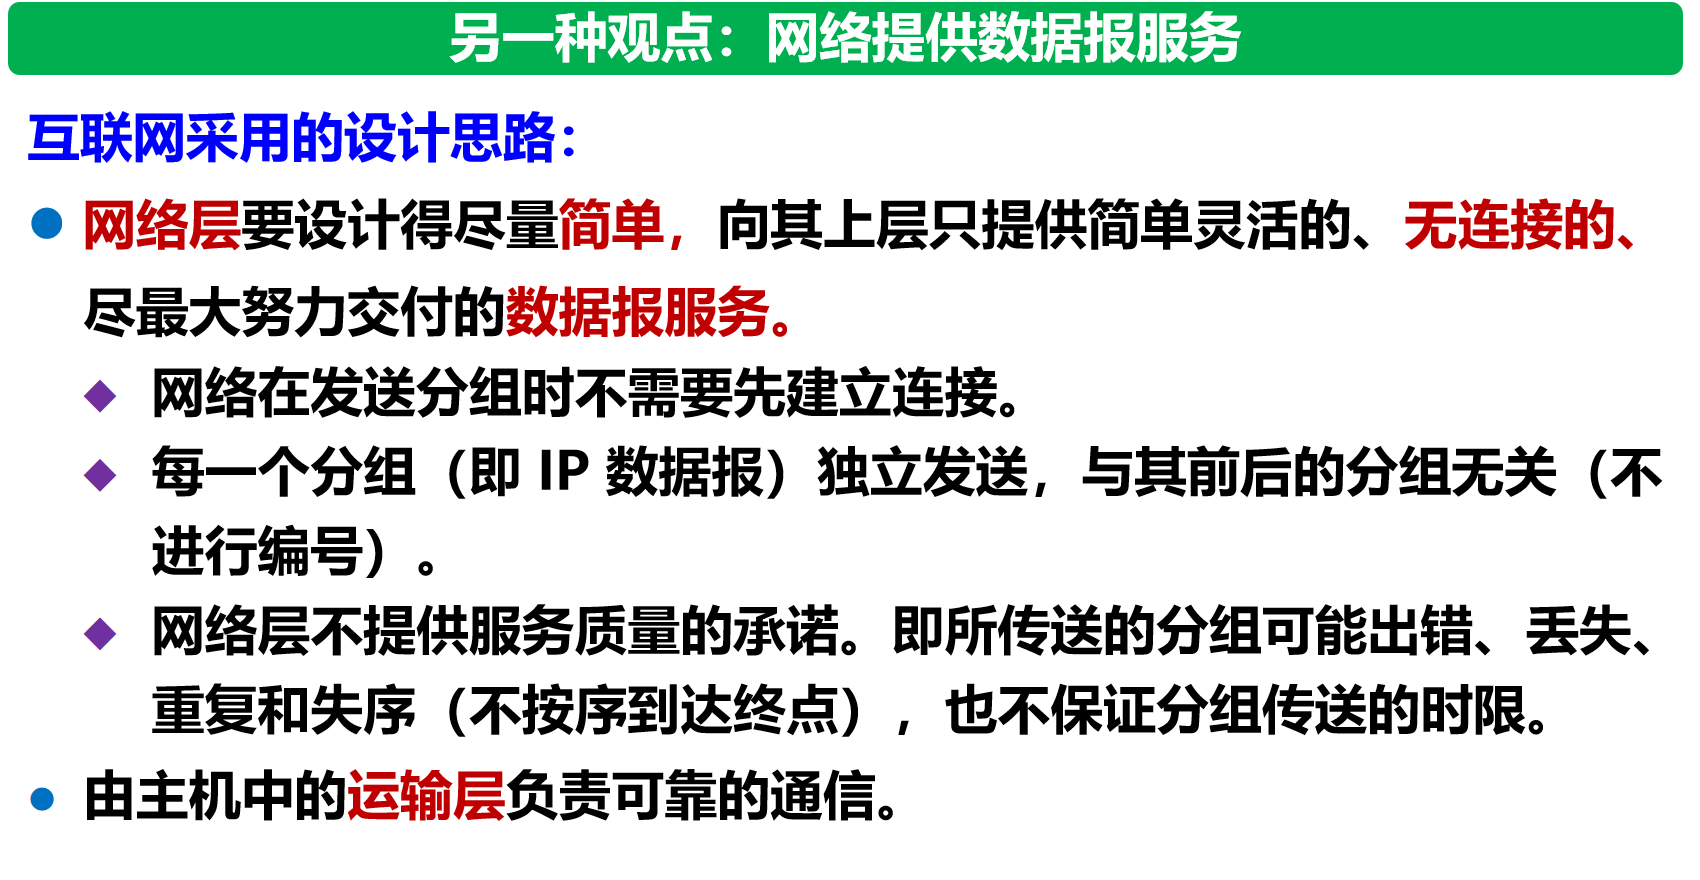 另一种观点：网络提供数据报服务
互联网采用的设计思路：
● 网络层要设计得尽量简单，向其上层只提供简单灵活的、无连接的、
尽最大努力交付的数据报服务。
◆ 网络在发送分组时不需要先建立连接。
◆ 每一个分组（即 IP 数据报）独立发送，与其前后的分组无关（不
进行编号）。
◆ 网络层不提供服务质量的承诺。即所传送的分组可能出错、丢失、
重复和失序（不按序到达终点），也不保证分组传送的时限。
● 由主机中的运输层负责可靠的通信。